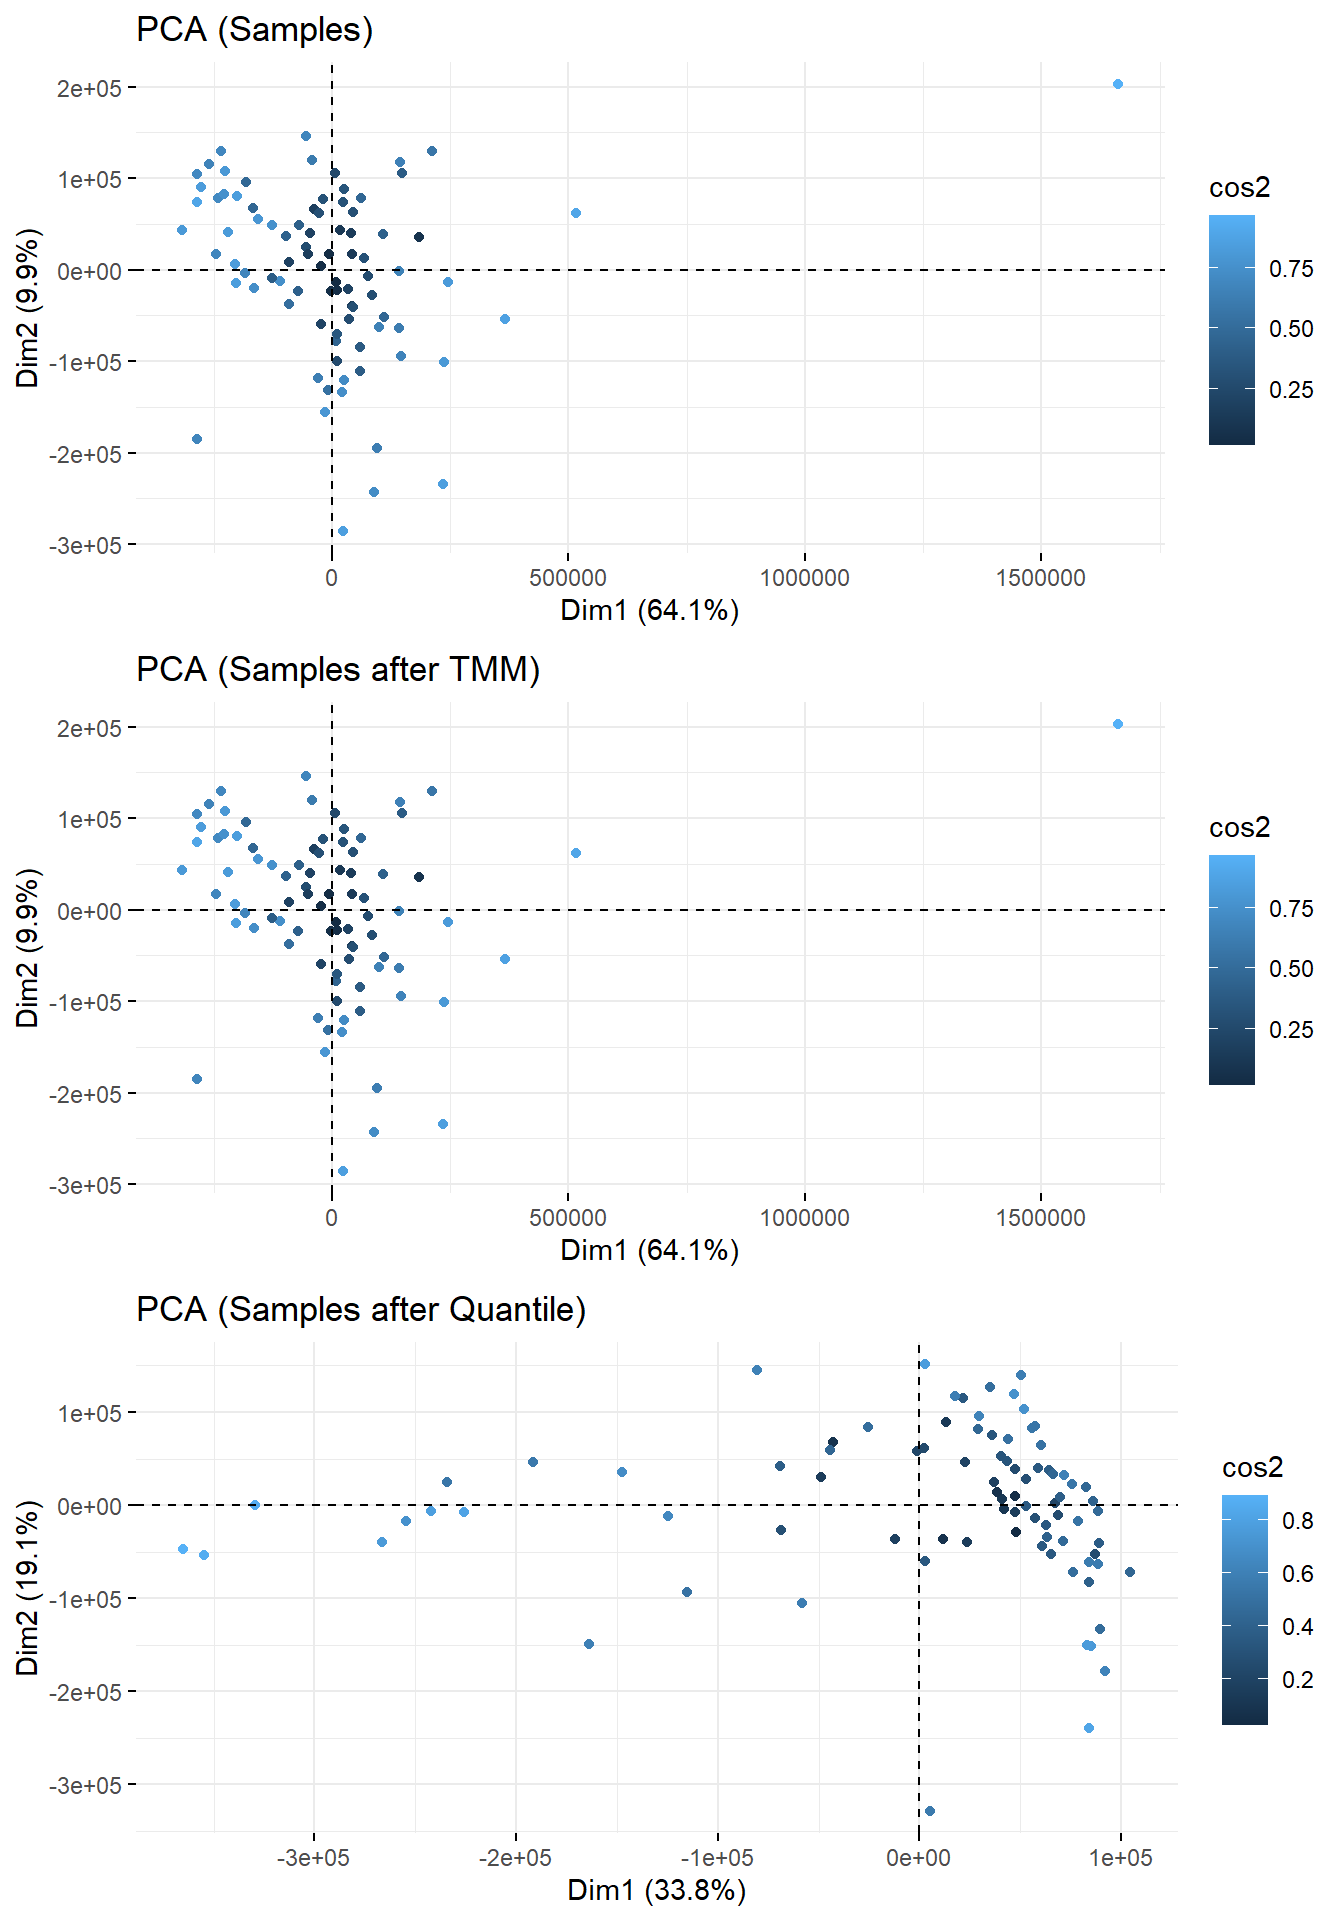 PCA (Samples)
2e+05
1e+05
0e+00
-1e+05
-2e+05
-3e+05
Dim2 (9.9%)
0
500000
1000000
1500000
Dim1 (64.1%)
cos2
0.75
0.50
0.25
PCA (Samples after TMM)
2e+05
1e+05
0e+00
-1e+05
-2e+05
-3e+05
Dim2 (9.9%)
0
500000
1000000
1500000
Dim1 (64.1%)
cos2
0.75
0.50
0.25
PCA (Samples after Quantile)
1e+05
0e+00
-1e+05
-2e+05
-3e+05
Dim2 (19.1%)
-3e+05
-2e+05
-1e+05
0e+00
1e+05
Dim1 (33.8%)
cos2
0.8
0.6
0.4
0.2